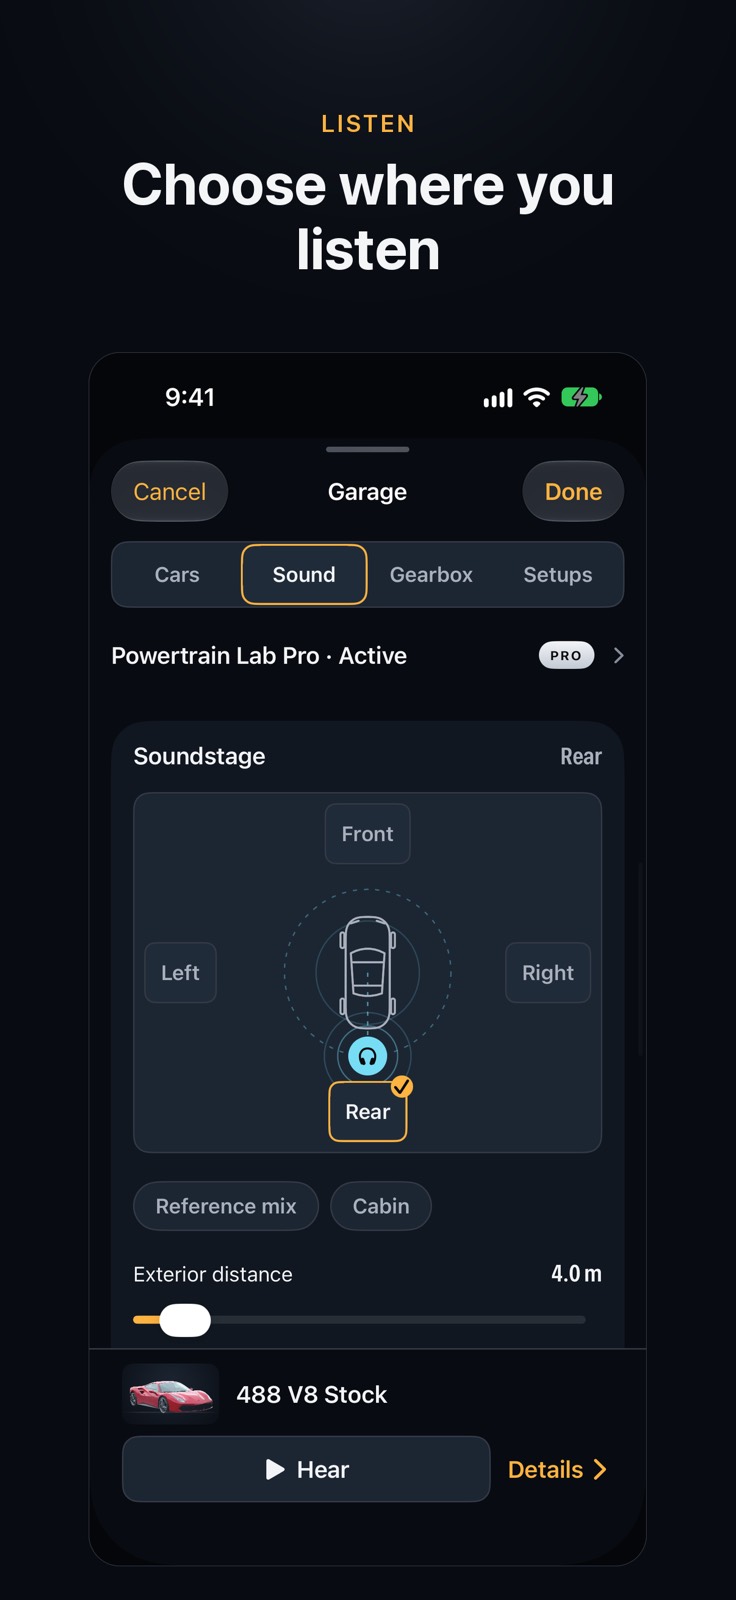 LISTEN
Choose where you
listen
9:41
Cancel
Garage
Done
Cars
Sound
Gearbox
Setups
Powertrain Lab Pro · Active
PRO
Soundstage
Rear
Front
Left
Right
Rear
Reference mix
Cabin
Exterior distance
4.0 m
488 V8 Stock
Hear
Details